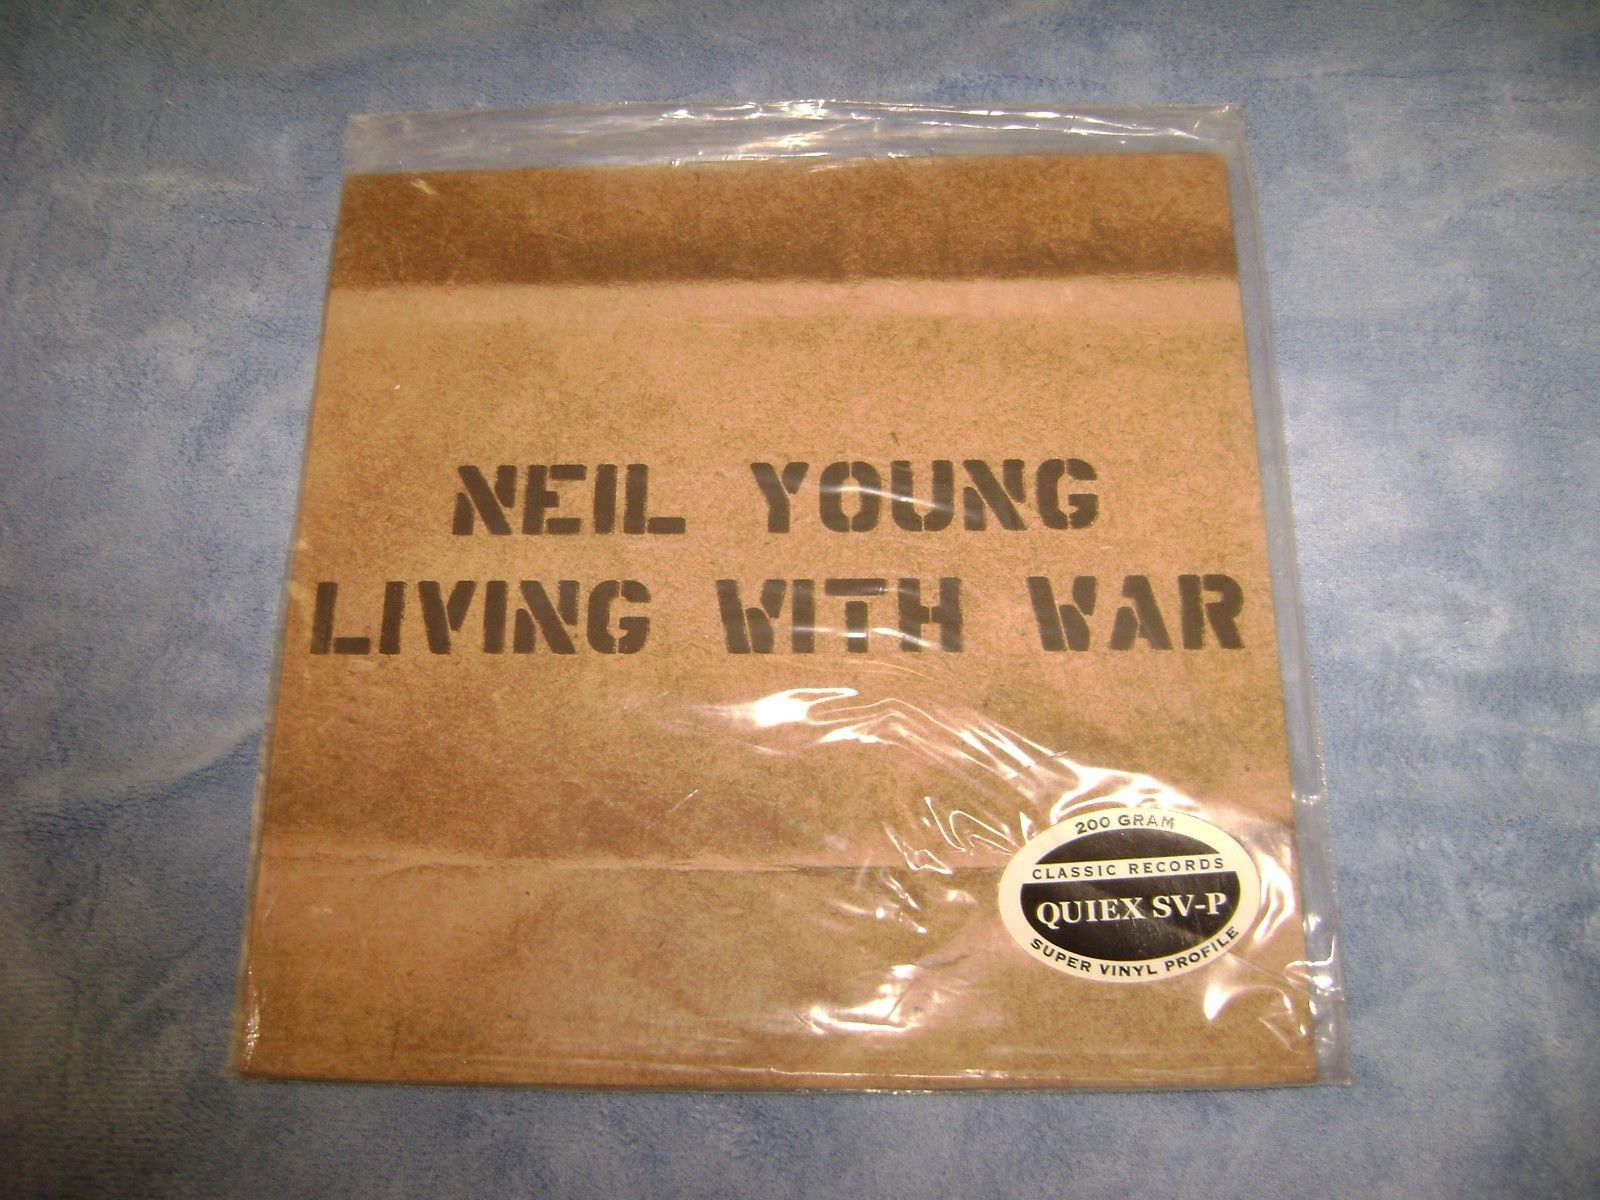 NEIL YOUNG
LIVING WITH WAR
200 GRAM
CLASSIC RECORDS
QUIEX SV-P
SUPER VINYL PROFILE